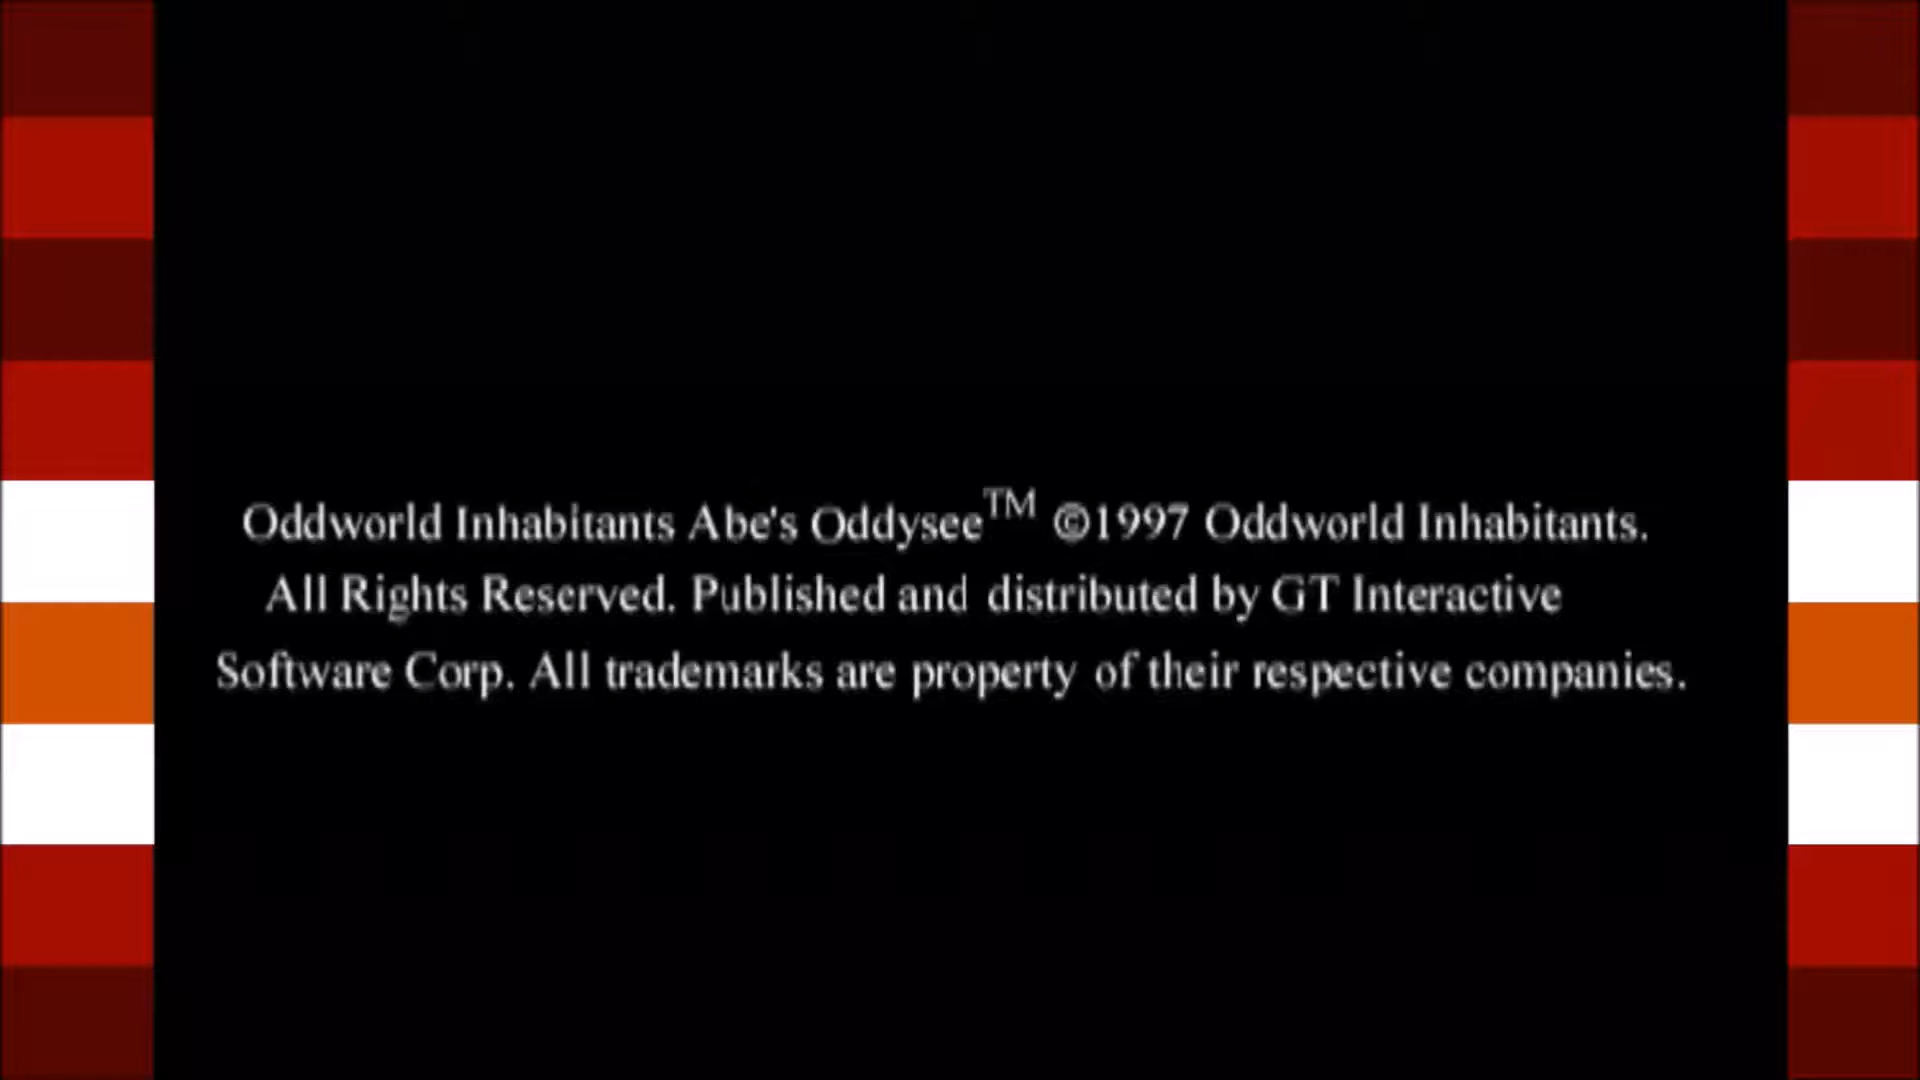 Oddworld Inhabitants Abe's Oddysee™ ©1997 Oddworld Inhabitants.
All Rights Reserved. Published and distributed by GT Interactive
Software Corp. All trademarks are property of their respective companies.